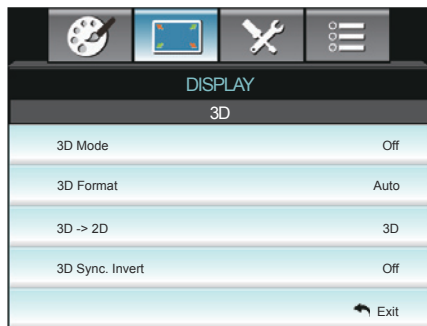 DISPLAY
3D
3D Mode Off
3D Format Auto
3D -> 2D 3D
3D Sync. Invert Off
Exit